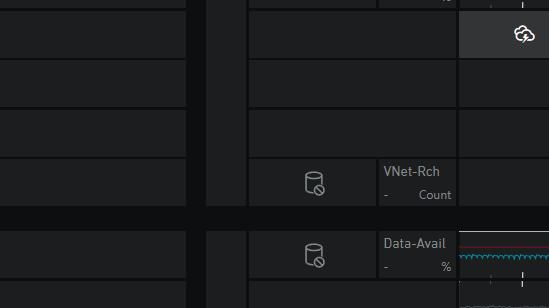 %
VNet-Rch
- Count
Data-Avail
- %